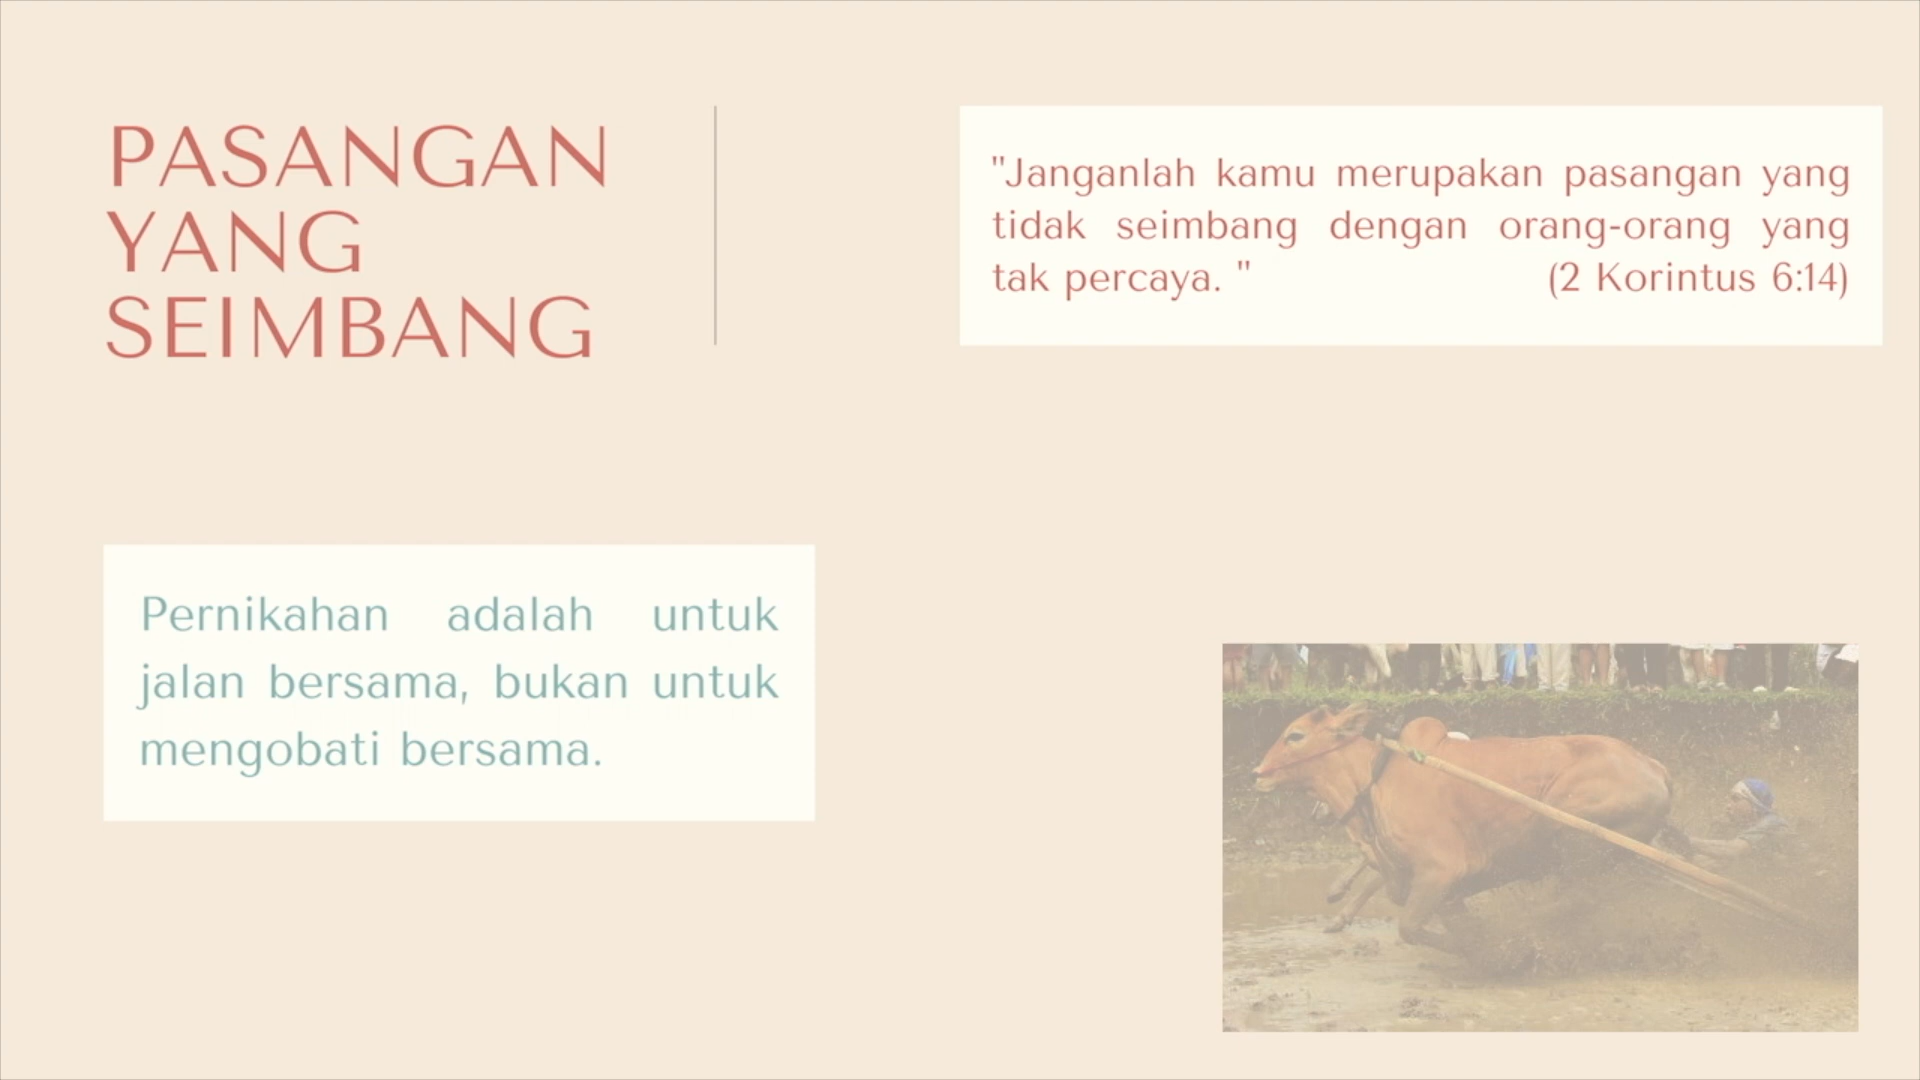 PASANGAN
YANG
SEIMBANG
"Janganlah kamu merupakan pasangan yang
tidak seimbang dengan orang-orang yang
tak percaya. " (2 Korintus 6:14)
Pernikahan adalah untuk
jalan bersama, bukan untuk
mengobati bersama.